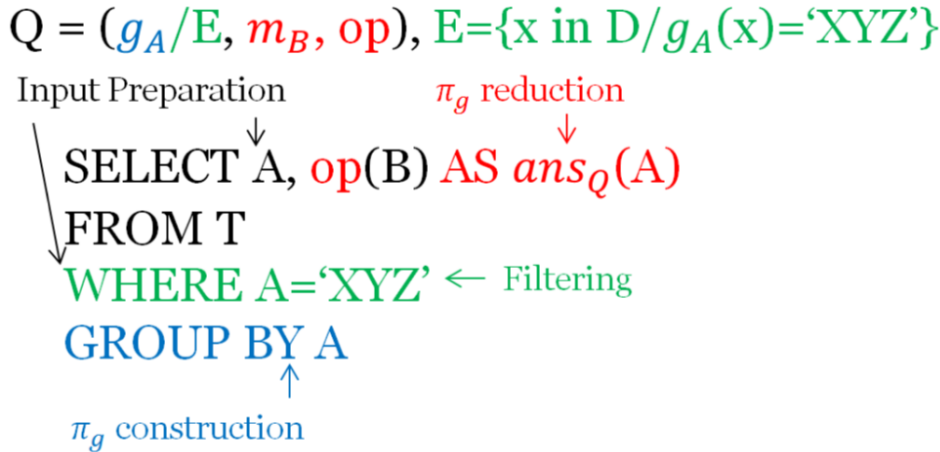 Q = (g_A/E, m_B, op), E={x in D/g_A(x)=‘XYZ’}
Input Preparation
π_g reduction
SELECT A, op(B) AS ans_Q(A)
FROM T
WHERE A=‘XYZ’ ← Filtering
GROUP BY A
π_g construction